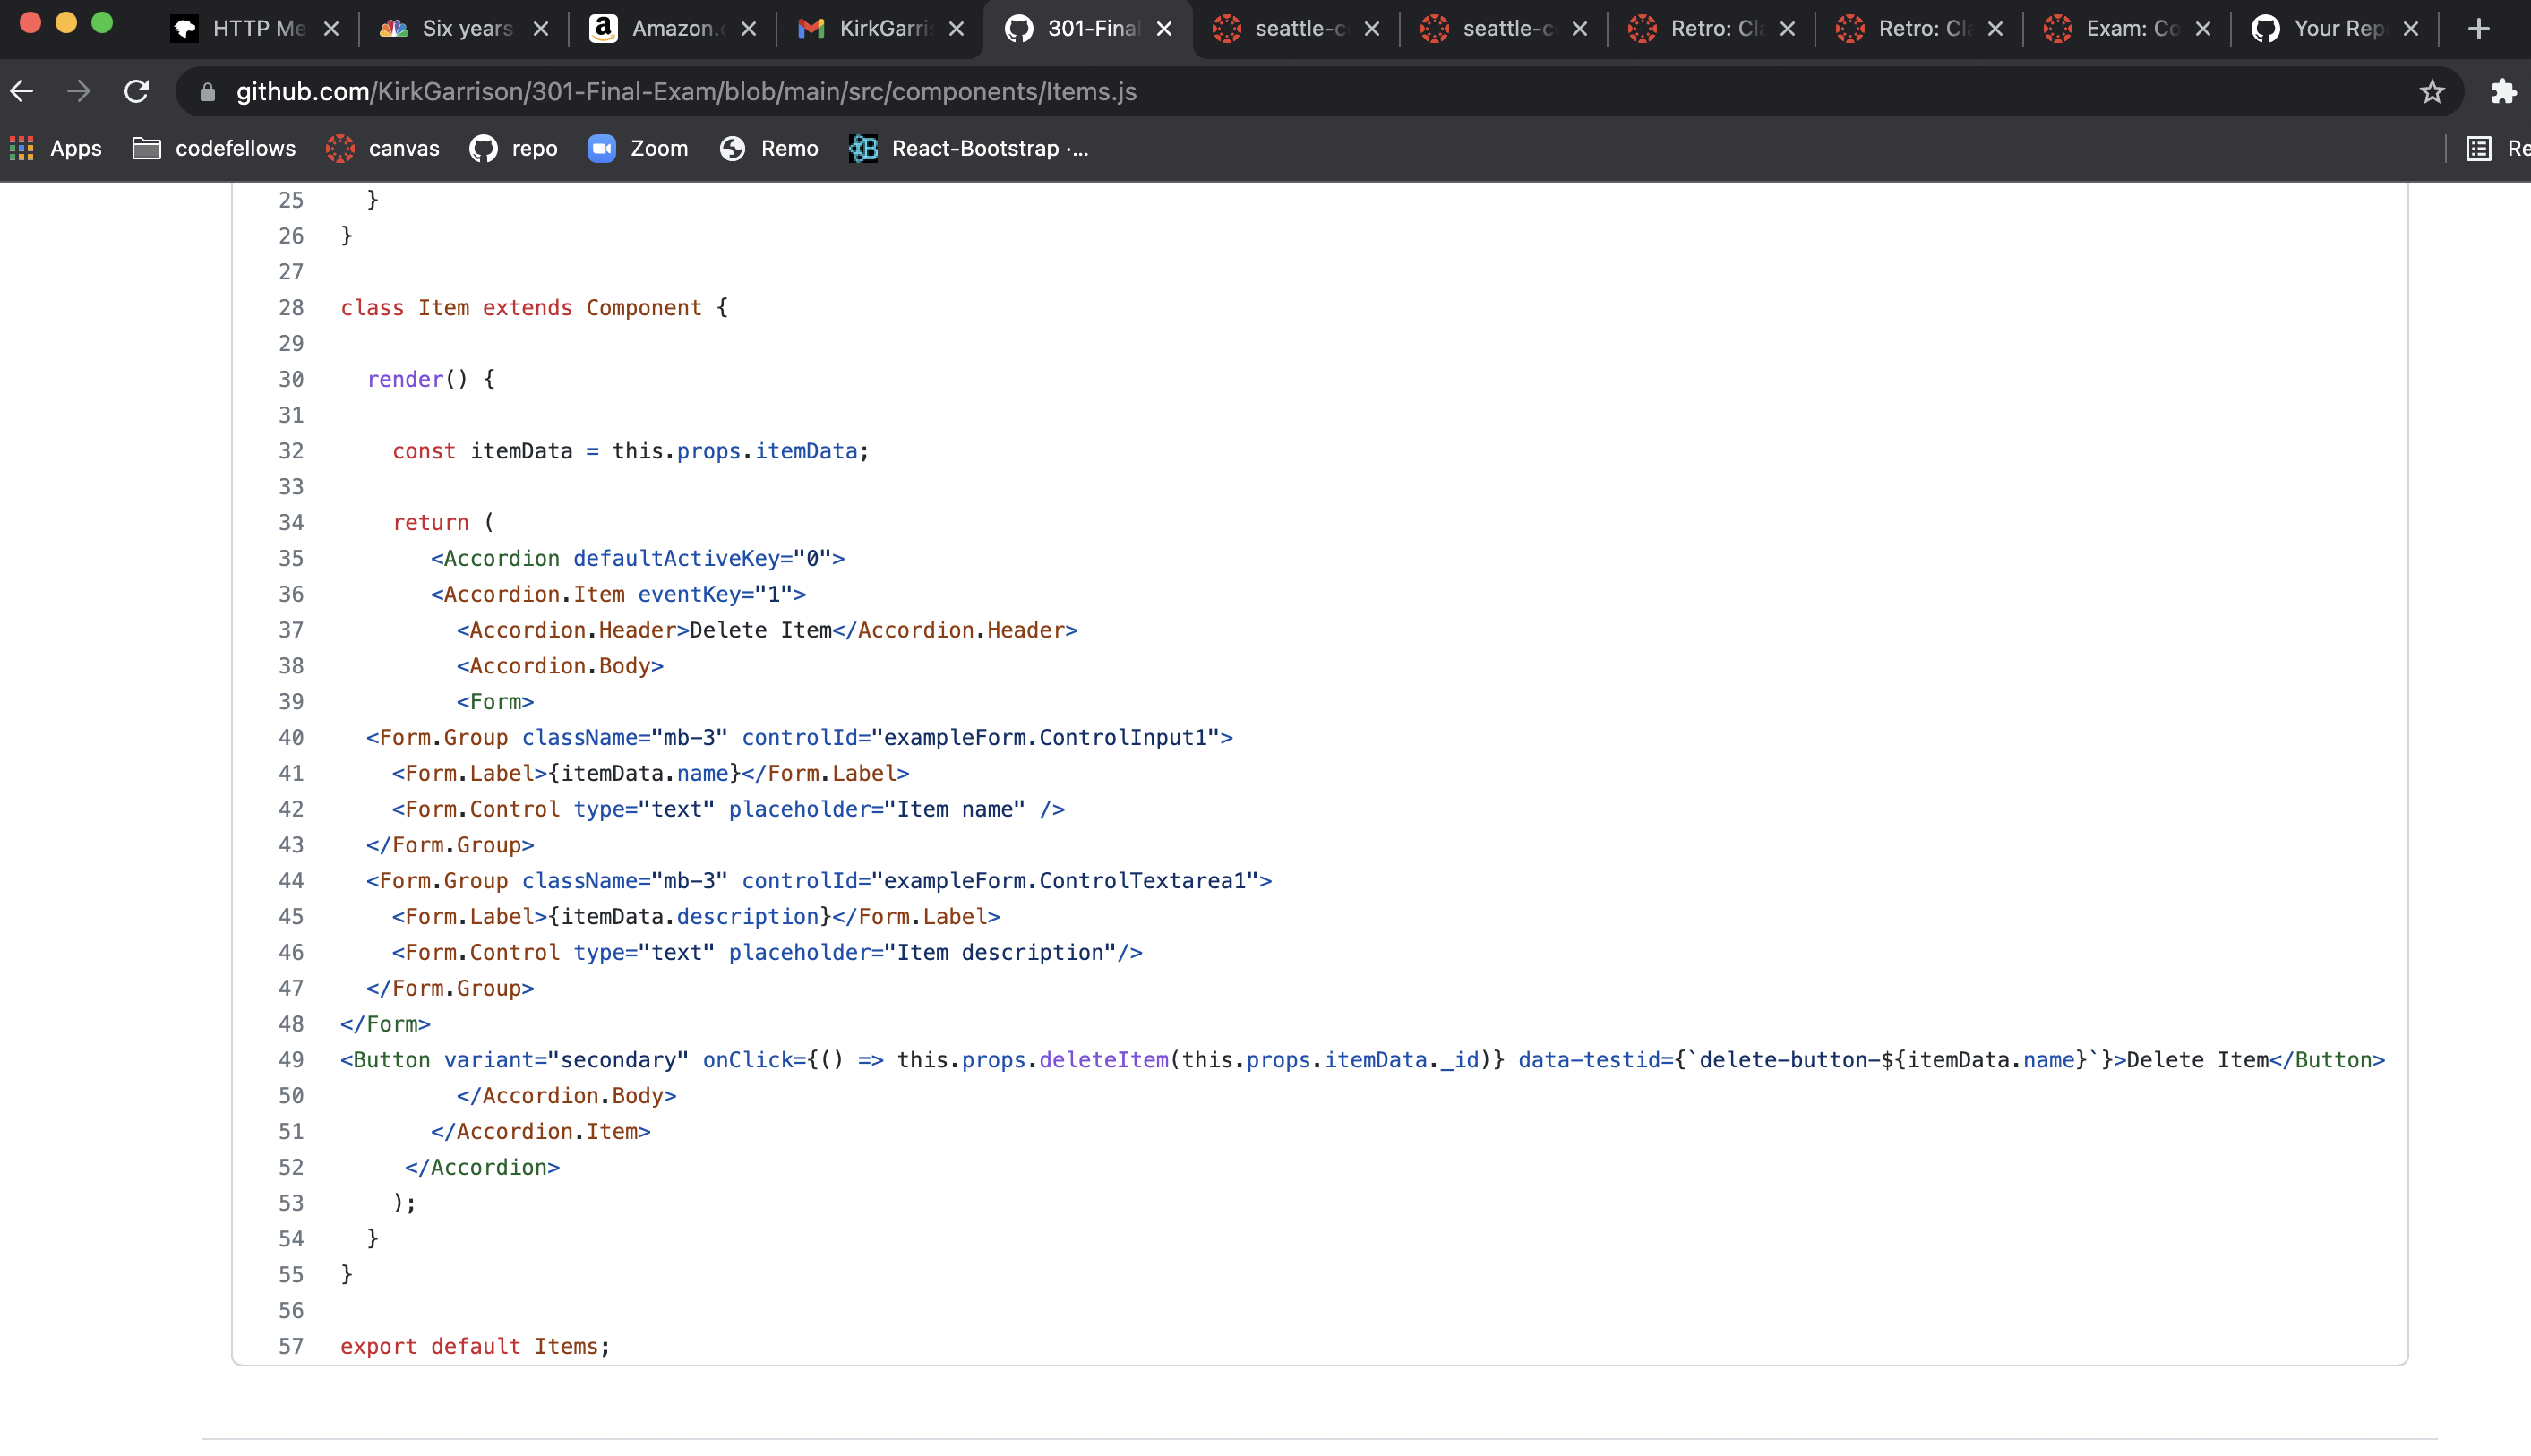 HTTP Me
Six years
Amazon.c
KirkGarris
301-Final
seattle-c
seattle-c
Retro: Cla
Retro: Cla
Exam: Co
Your Rep
github.com/KirkGarrison/301-Final-Exam/blob/main/src/components/Items.js
Apps
codefellows
canvas
repo
Zoom
Remo
React-Bootstrap ·...
Re
25 }
26 }
27
28 class Item extends Component {
29
30 render() {
31
32 const itemData = this.props.itemData;
33
34 return (
35 <Accordion defaultActiveKey="0">
36 <Accordion.Item eventKey="1">
37 <Accordion.Header>Delete Item</Accordion.Header>
38 <Accordion.Body>
39 <Form>
40 <Form.Group className="mb-3" controlId="exampleForm.ControlInput1">
41 <Form.Label>{itemData.name}</Form.Label>
42 <Form.Control type="text" placeholder="Item name" />
43 </Form.Group>
44 <Form.Group className="mb-3" controlId="exampleForm.ControlTextarea1">
45 <Form.Label>{itemData.description}</Form.Label>
46 <Form.Control type="text" placeholder="Item description"/>
47 </Form.Group>
48 </Form>
49 <Button variant="secondary" onClick={() => this.props.deleteItem(this.props.itemData._id)} data-testid={`delete-button-${itemData.name}`}>Delete Item</Button>
50 </Accordion.Body>
51 </Accordion.Item>
52 </Accordion>
53 );
54 }
55 }
56
57 export default Items;